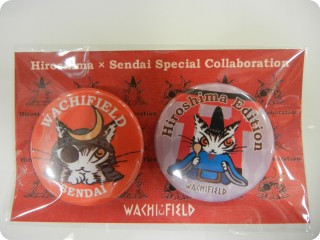 Hiroshima × Sendai Special Collaboration
WACHIFIELD
SENDAI
Hiroshima Edition
WACHIFIELD
WACHIFIELD